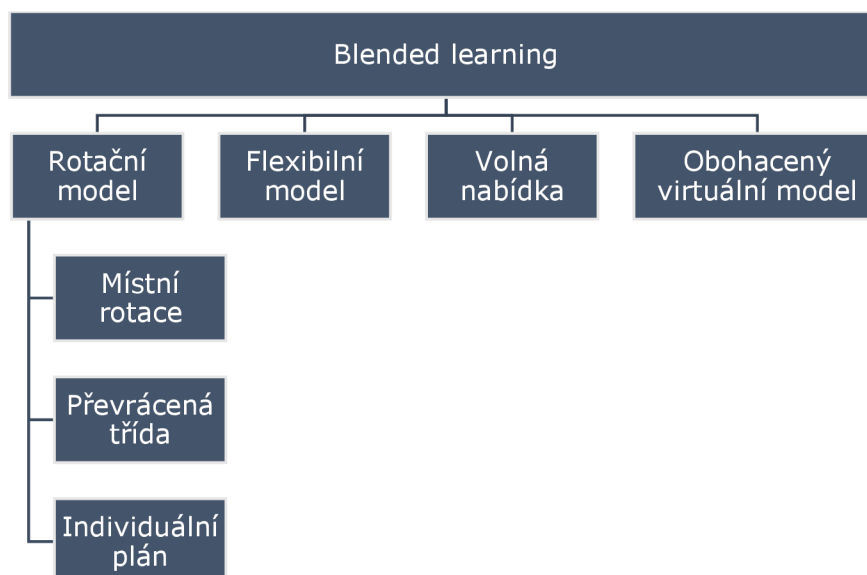 Blended learning
Rotační
model
Flexibilní
model
Volná
nabídka
Obohacený
virtuální model
Místní
rotace
Převrácená
třída
Individuální
plán